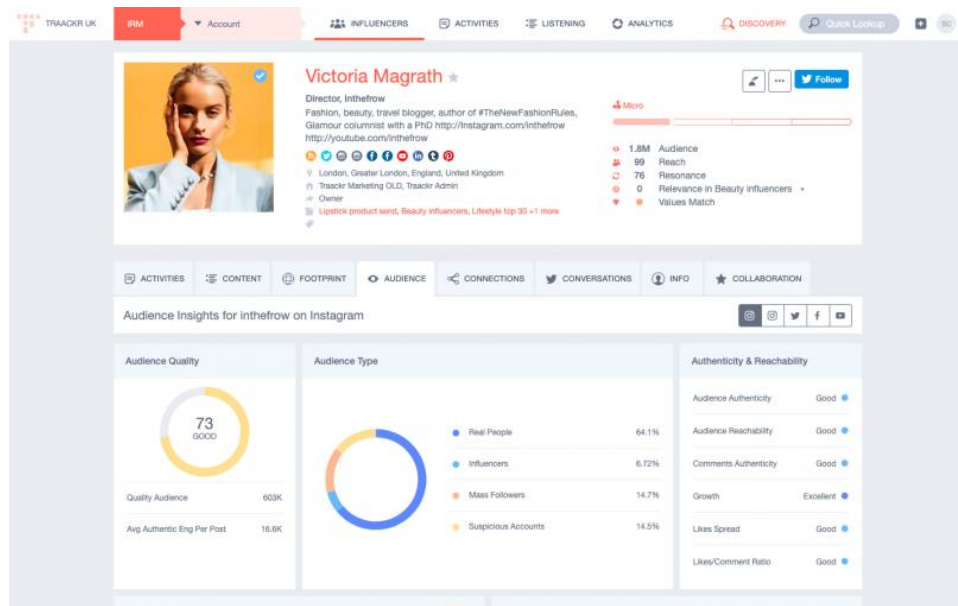 TRAACKR UK
IRM
Account
INFLUENCERS
ACTIVITIES
LISTENING
ANALYTICS
DISCOVERY
Quick Lookup
SC
Victoria Magrath
Director, Inthefrow
Fashion, beauty, travel blogger, author of #TheNewFashionRules,
Glamour columnist with a PhD http://Instagram.com/inthefrow
http://youtube.com/inthefrow
London, Greater London, England, United Kingdom
Traackr Marketing OLD, Traackr Admin
Owner
Lipstick product send, Beauty influencers, Lifestyle top 30 +1 more
Follow
Micro
1.8M Audience
99 Reach
76 Resonance
0 Relevance in Beauty influencers
Values Match
ACTIVITIES
CONTENT
FOOTPRINT
AUDIENCE
CONNECTIONS
CONVERSATIONS
INFO
COLLABORATION
Audience Insights for inthefrow on Instagram
Audience Quality
73
GOOD
Quality Audience 603K
Avg Authentic Eng Per Post 16.6K
Audience Type
Real People 64.1%
Influencers 6.72%
Mass Followers 14.7%
Suspicious Accounts 14.5%
Authenticity & Reachability
Audience Authenticity Good
Audience Reachability Good
Comments Authenticity Good
Growth Excellent
Likes Spread Good
Likes/Comment Ratio Good